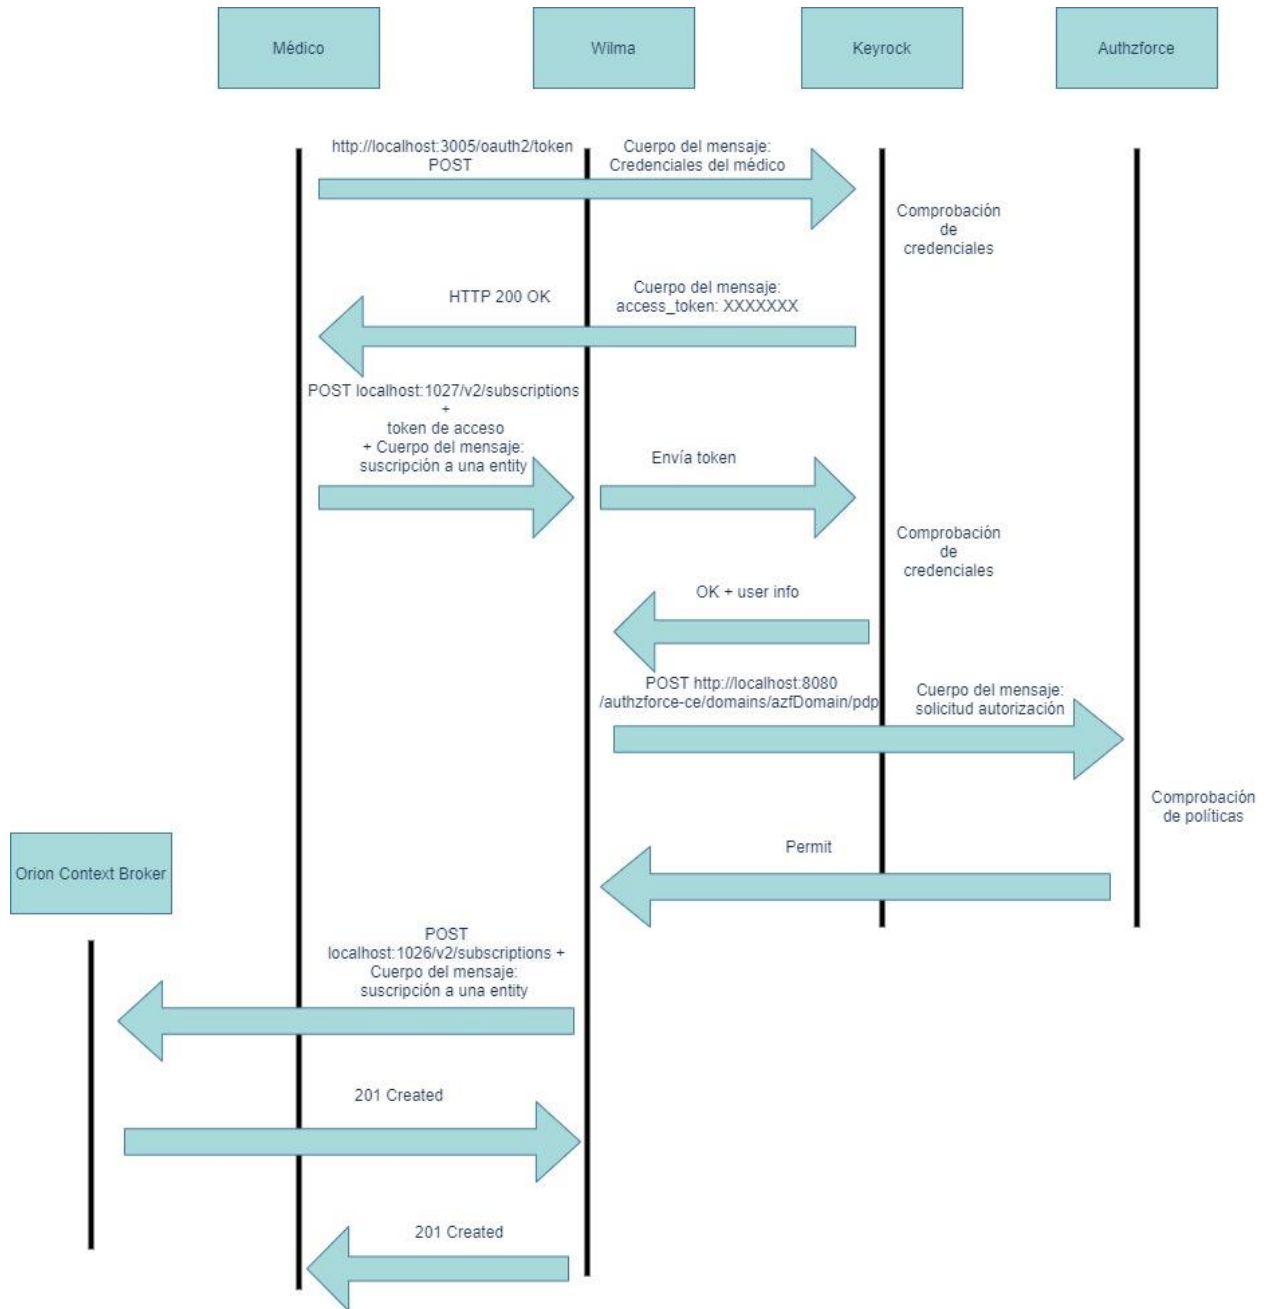 Médico
Wilma
Keyrock
Authzforce
http://localhost:3005/oauth2/token
POST
Cuerpo del mensaje:
Credenciales del médico
Comprobación
de
credenciales
HTTP 200 OK
Cuerpo del mensaje:
access_token: XXXXXXX
POST localhost:1027/v2/subscriptions
+
token de acceso
+ Cuerpo del mensaje:
suscripción a una entity
Envía token
Comprobación
de
credenciales
OK + user info
POST http://localhost:8080
/authzforce-ce/domains/azfDomain/pdp
Cuerpo del mensaje:
solicitud autorización
Comprobación
de políticas
Permit
Orion Context Broker
POST
localhost:1026/v2/subscriptions +
Cuerpo del mensaje:
suscripción a una entity
201 Created
201 Created